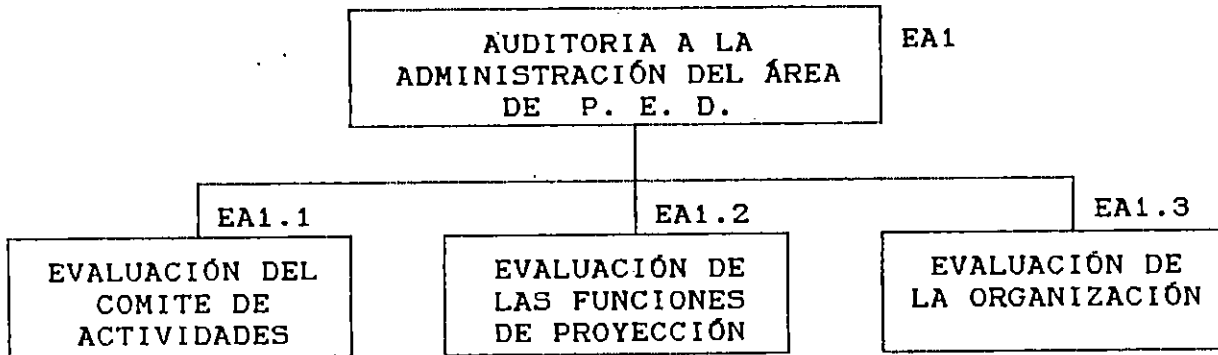 AUDITORIA A LA
ADMINISTRACIÓN DEL ÁREA
DE P. E. D.
EA1
EA1.1
EVALUACIÓN DEL
COMITE DE
ACTIVIDADES
EA1.2
EVALUACIÓN DE
LAS FUNCIONES
DE PROYECCIÓN
EA1.3
EVALUACIÓN DE
LA ORGANIZACIÓN